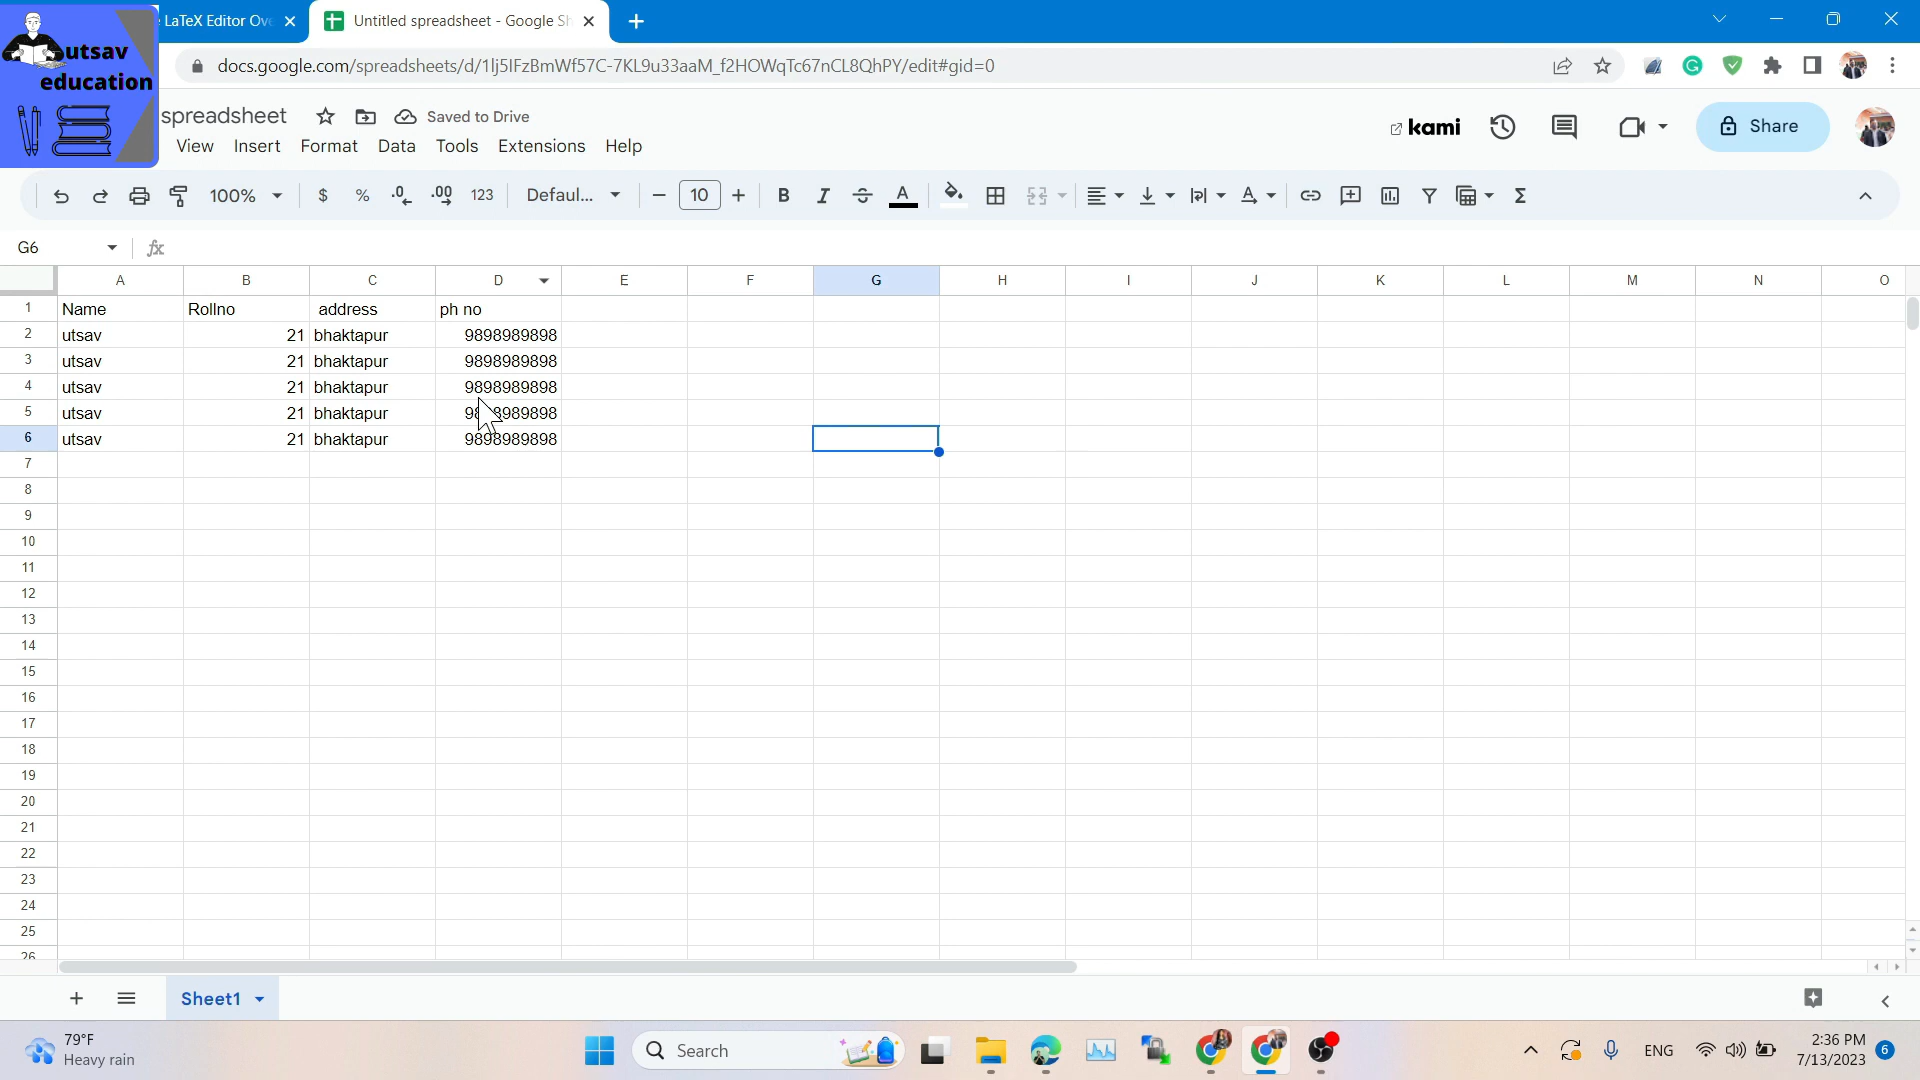 LaTeX Editor Ove
Untitled spreadsheet - Google Sh
utsav
education
docs.google.com/spreadsheets/d/1lj5IFzBmWf57C-7KL9u33aaM_f2HOWqTc67nCL8QhPY/edit#gid=0
spreadsheet
Saved to Drive
View Insert Format Data Tools Extensions Help
kami
Share
100% $ % .0 .00 123 Defaul... 10 B I A
G6 fx
A B C D E F G H I J K L M N O
1 Name Rollno address ph no
2 utsav 21 bhaktapur 9898989898
3 utsav 21 bhaktapur 9898989898
4 utsav 21 bhaktapur 9898989898
5 utsav 21 bhaktapur 9898989898
6 utsav 21 bhaktapur 9898989898
7
8
9
10
11
12
13
14
15
16
17
18
19
20
21
22
23
24
25
26
Sheet1
79°F
Heavy rain
Search
ENG
2:36 PM
7/13/2023
6